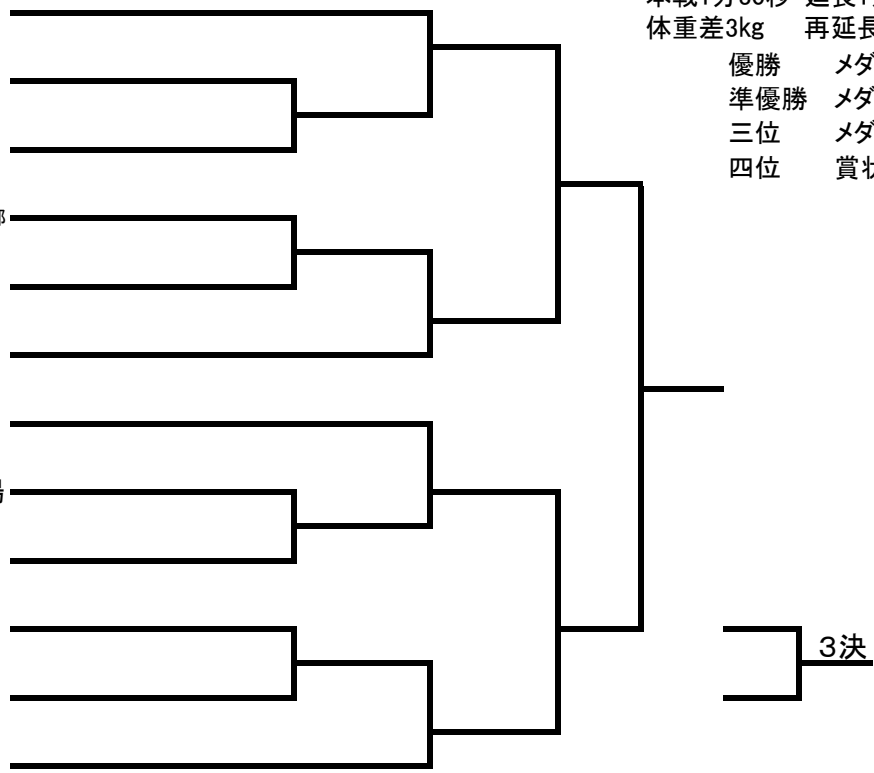 体重差3kg 再延長
優勝 メダ
準優勝 メダ
三位 メダ
四位 賞状
3決